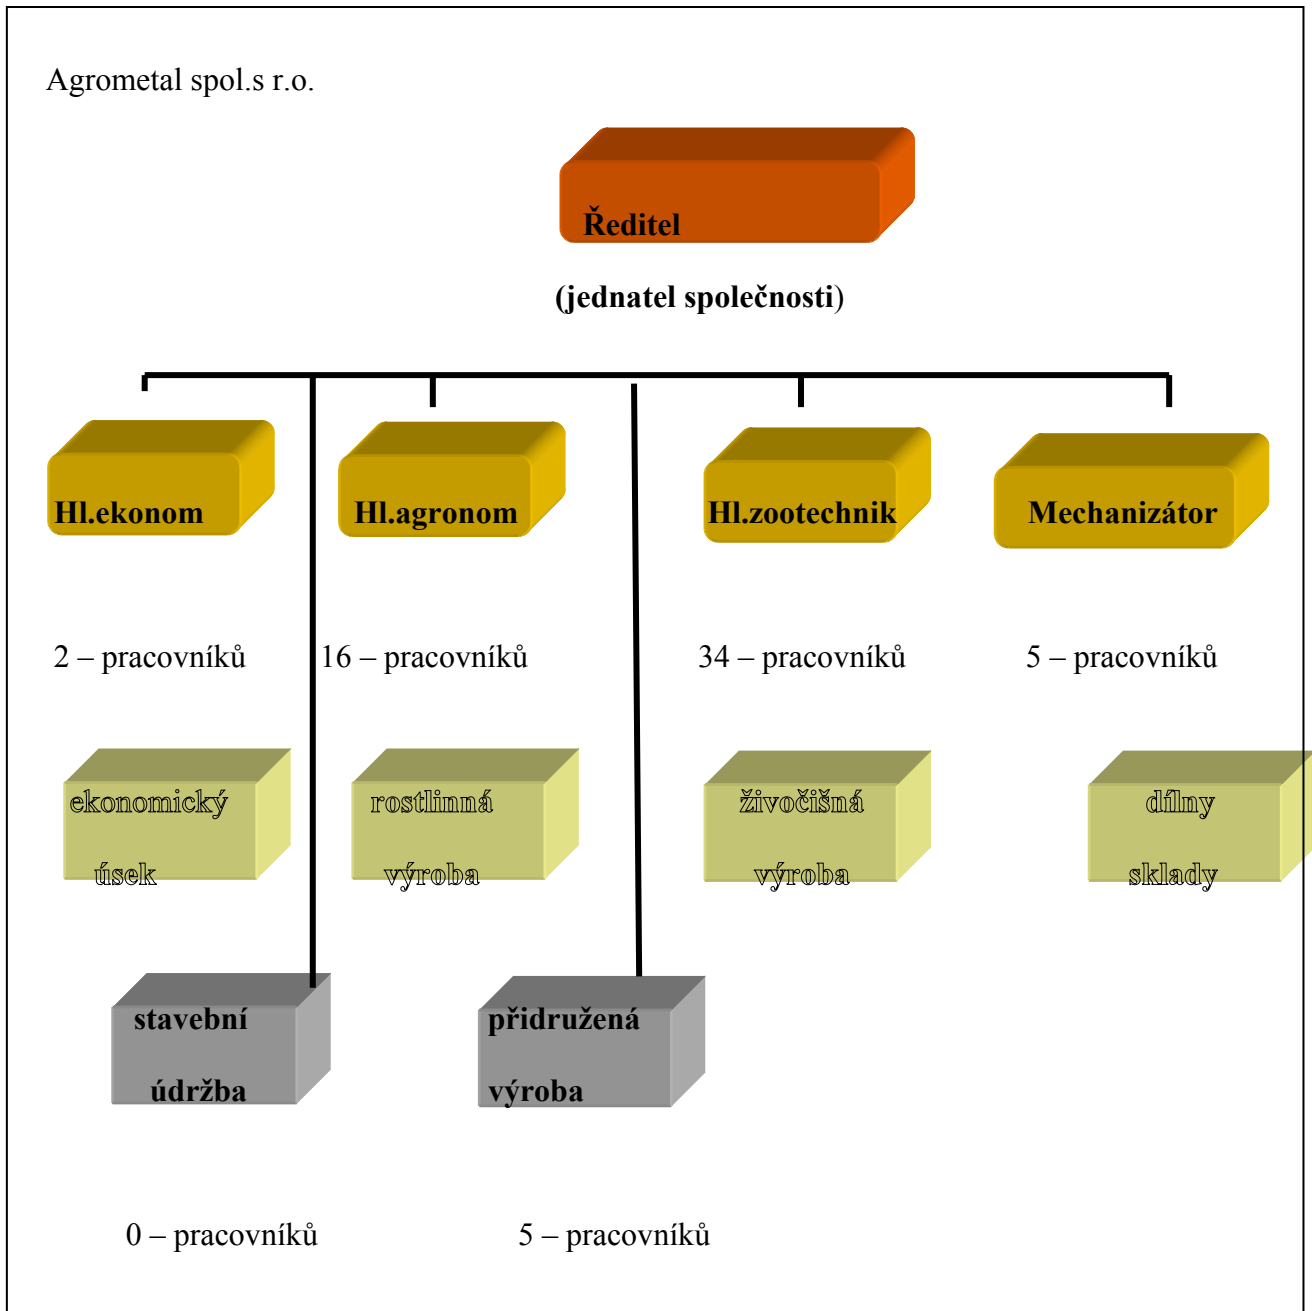 Agrometal spol.s r.o.
Ředitel
(jednatel společnosti)
Hl.ekonom Hl.agronom Hl.zootechnik Mechanizátor
2 – pracovníků 16 – pracovníků 34 – pracovníků 5 – pracovníků
ekonomický rostlinná živočišná dílny
úsek výroba výroba sklady
stavební přidružená
údržba výroba
0 – pracovníků 5 – pracovníků